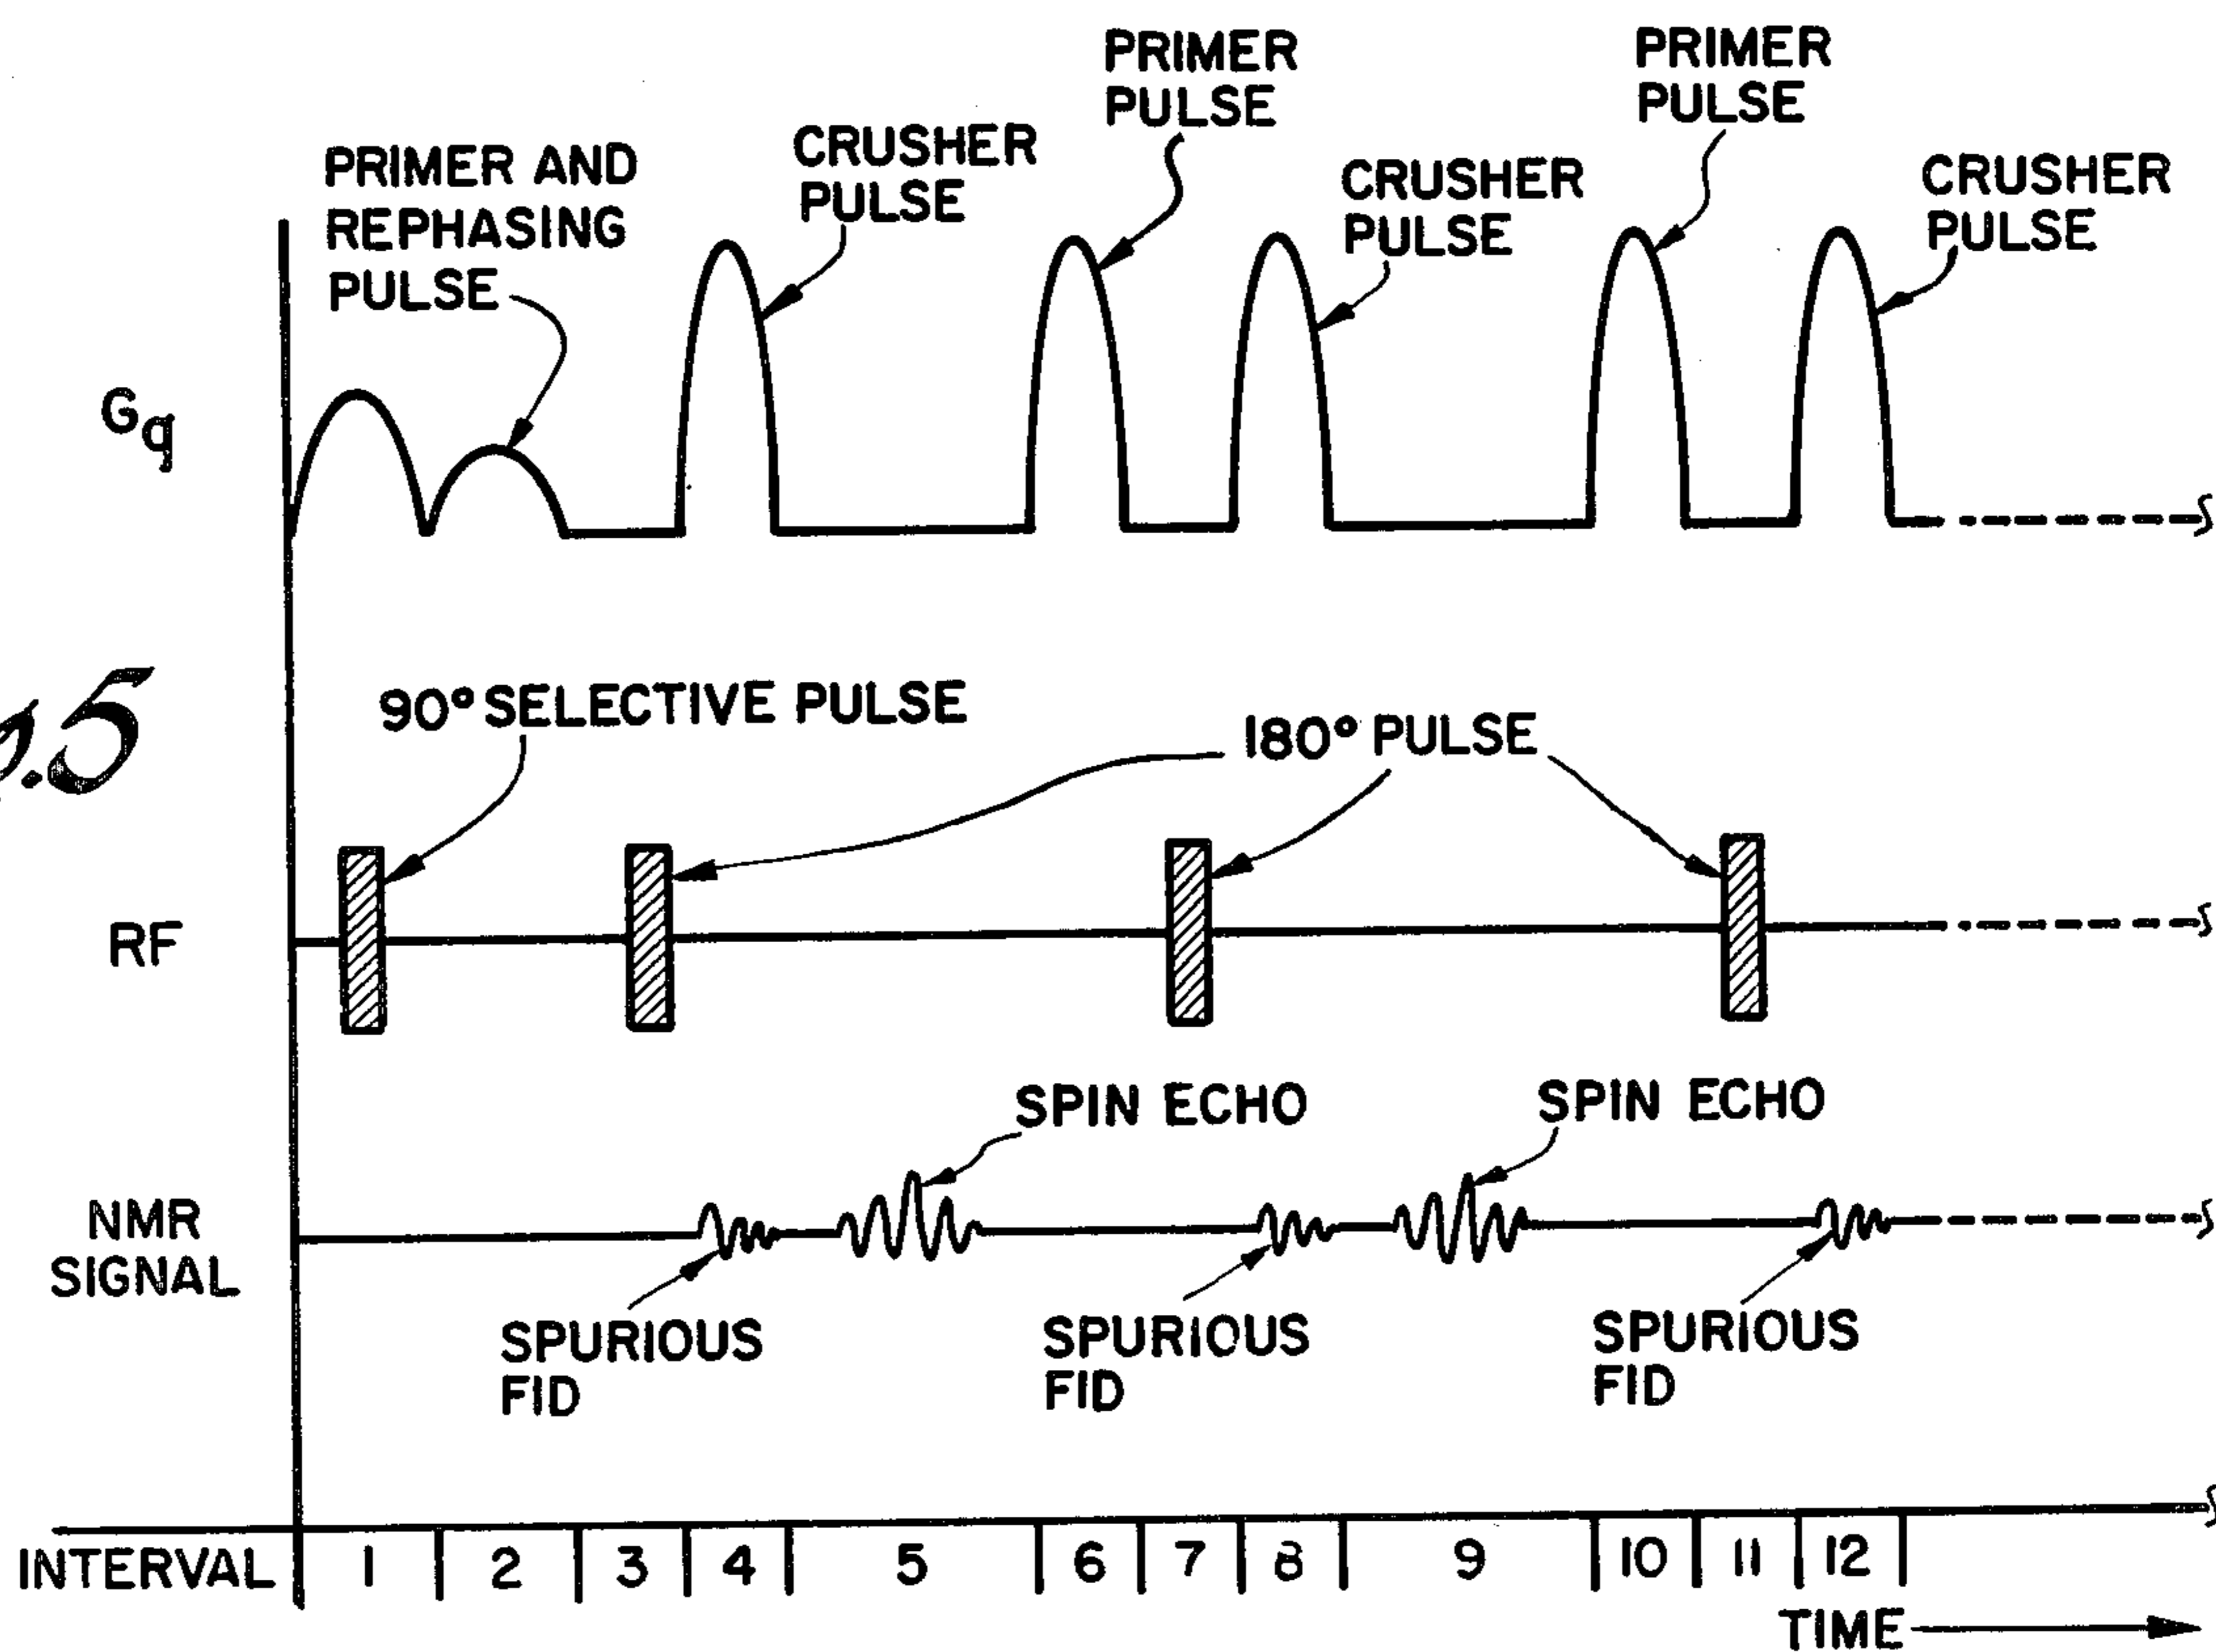 PRIMER AND
REPHASING
PULSE
CRUSHER
PULSE
PRIMER
PULSE
CRUSHER
PULSE
PRIMER
PULSE
CRUSHER
PULSE
Gq
.5
90° SELECTIVE PULSE
180° PULSE
RF
SPIN ECHO
SPIN ECHO
NMR
SIGNAL
SPURIOUS
FID
SPURIOUS
FID
SPURIOUS
FID
INTERVAL 1 2 3 4 5 6 7 8 9 10 11 12
TIME